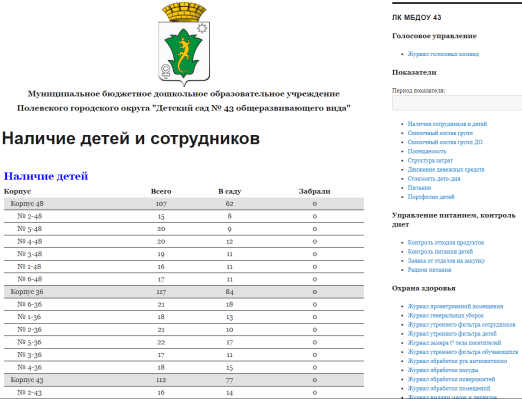 Муниципальное бюджетное дошкольное образовательное учреждение
Полевского городского округа "Детский сад № 43 общеразвивающего вида"
Наличие детей и сотрудников
Наличие детей
Корпус Всего В саду Забрали
Корпус 48 107 62 0
№ 2-48 15 8 0
№ 5-48 20 9 0
№ 4-48 20 12 0
№ 3-48 19 11 0
№ 1-48 16 11 0
№ 6-48 17 11 0
Корпус 36 117 84 0
№ 6-36 21 18 0
№ 1-36 18 13 0
№ 2-36 21 10 0
№ 5-36 22 17 0
№ 3-36 17 11 0
№ 4-36 18 15 0
Корпус 43 112 77 0
№ 2-43 16 14 0
ЛК МБДОУ 43
Голосовое управление
Журнал голосовых команд
Показатели
Период показателя:
Наличие сотрудников и детей
Списочный состав групп
Списочный состав групп ДО
Посещаемость
Структура затрат
Движение денежных средств
Стоимость дето-дня
Питание
Портфолио детей
Управление питанием, контроль
диет
Контроль отходов продуктов
Контроль питания детей
Заявка от отделов на закупку
Рацион питания
Охрана здоровья
Журнал проветриваний помещения
Журнал генеральных уборок
Журнал утреннего фильтра сотрудников
Журнал утреннего фильтра детей
Журнал замера t° тела посетителей
Журнал утреннего фильтра обучающихся
Журнал обработки рук антисептиком
Журнал обработки посуды
Журнал обработки поверхностей
Журнал обработки помещений
Журнал выдачи масок и перчаток